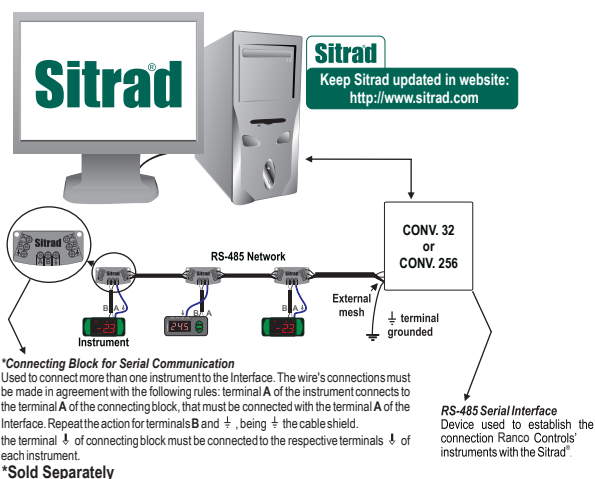 Sitrad®
Sitrad®
Keep Sitrad updated in website:
http://www.sitrad.com
CONV. 32
or
CONV. 256
Sitrad
RS-485 Network
Sitrad
Sitrad
Sitrad
External
mesh
⏚ terminal
grounded
B A
B A
B A
-23
245
-23
Instrument
*Connecting Block for Serial Communication
Used to connect more than one instrument to the Interface. The wire's connections must
be made in agreement with the following rules: terminal A of the instrument connects to
the terminal A of the connecting block, that must be connected with the terminal A of the
Interface. Repeat the action for terminals B and ⏚ , being ⏚ the cable shield.
the terminal of connecting block must be connected to the respective terminals of
each instrument.
*Sold Separately
RS-485 Serial Interface
Device used to establish the
connection Ranco Controls'
instruments with the Sitrad®.